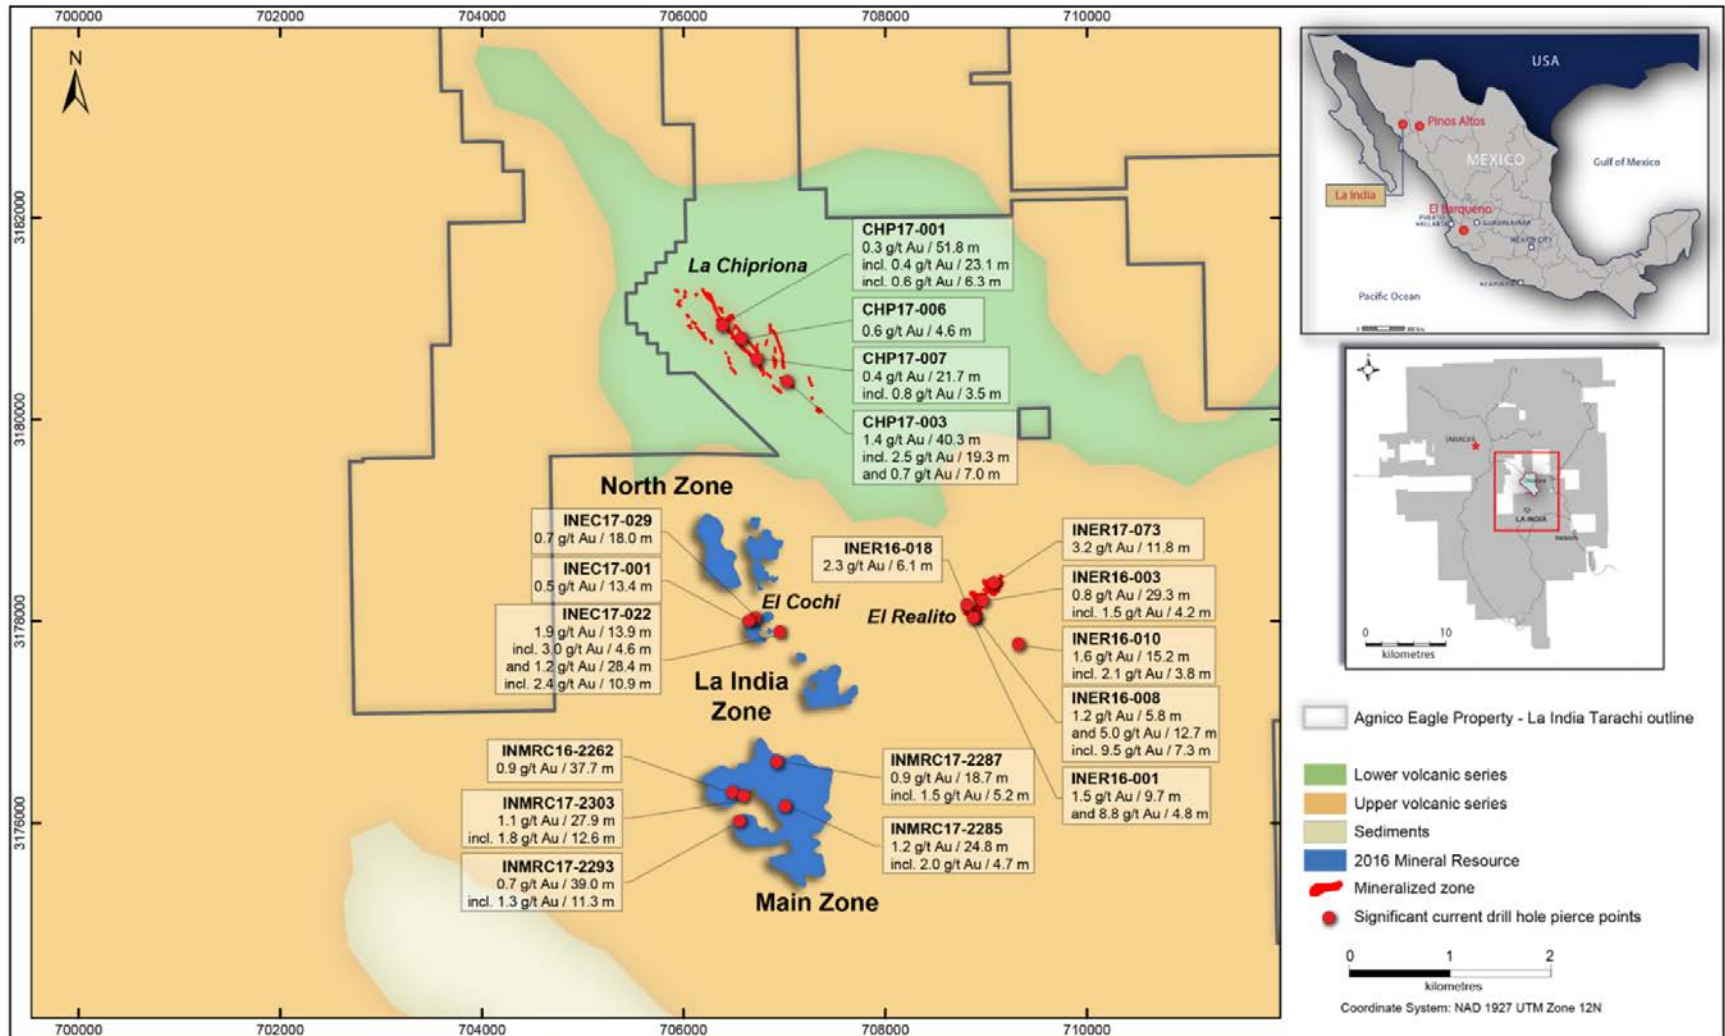 700000
702000
704000
706000
708000
710000
N
3182000
3180000
3178000
3176000
La Chipriona
CHP17-001
0.3 g/t Au / 51.8 m
incl. 0.4 g/t Au / 23.1 m
incl. 0.6 g/t Au / 6.3 m
CHP17-006
0.6 g/t Au / 4.6 m
CHP17-007
0.4 g/t Au / 21.7 m
incl. 0.8 g/t Au / 3.5 m
CHP17-003
1.4 g/t Au / 40.3 m
incl. 2.5 g/t Au / 19.3 m
and 0.7 g/t Au / 7.0 m
North Zone
INEC17-029
0.7 g/t Au / 18.0 m
INEC17-001
0.5 g/t Au / 13.4 m
INEC17-022
1.9 g/t Au / 13.9 m
incl. 3.0 g/t Au / 4.6 m
and 1.2 g/t Au / 28.4 m
incl. 2.4 g/t Au / 10.9 m
El Cochi
La India
Zone
INER16-018
2.3 g/t Au / 6.1 m
El Realito
INER17-073
3.2 g/t Au / 11.8 m
INER16-003
0.8 g/t Au / 29.3 m
incl. 1.5 g/t Au / 4.2 m
INER16-010
1.6 g/t Au / 15.2 m
incl. 2.1 g/t Au / 3.8 m
INER16-008
1.2 g/t Au / 5.8 m
and 5.0 g/t Au / 12.7 m
incl. 9.5 g/t Au / 7.3 m
INER16-001
1.5 g/t Au / 9.7 m
and 8.8 g/t Au / 4.8 m
INMRC16-2262
0.9 g/t Au / 37.7 m
INMRC17-2303
1.1 g/t Au / 27.9 m
incl. 1.8 g/t Au / 12.6 m
INMRC17-2293
0.7 g/t Au / 39.0 m
incl. 1.3 g/t Au / 11.3 m
INMRC17-2287
0.9 g/t Au / 18.7 m
incl. 1.5 g/t Au / 5.2 m
INMRC17-2285
1.2 g/t Au / 24.8 m
incl. 2.0 g/t Au / 4.7 m
Main Zone
700000
702000
704000
706000
708000
710000
USA
Pinos Altos
MEXICO
Gulf of Mexico
La India
El Barqueño
PUERTO
VALLARTA
GUADALAJARA
MEXICO CITY
ACAPULCO
Pacific Ocean
TARACHI
LA INDIA
0 10
kilometres
Agnico Eagle Property - La India Tarachi outline
Lower volcanic series
Upper volcanic series
Sediments
2016 Mineral Resource
Mineralized zone
Significant current drill hole pierce points
0 1 2
kilometres
Coordinate System: NAD 1927 UTM Zone 12N